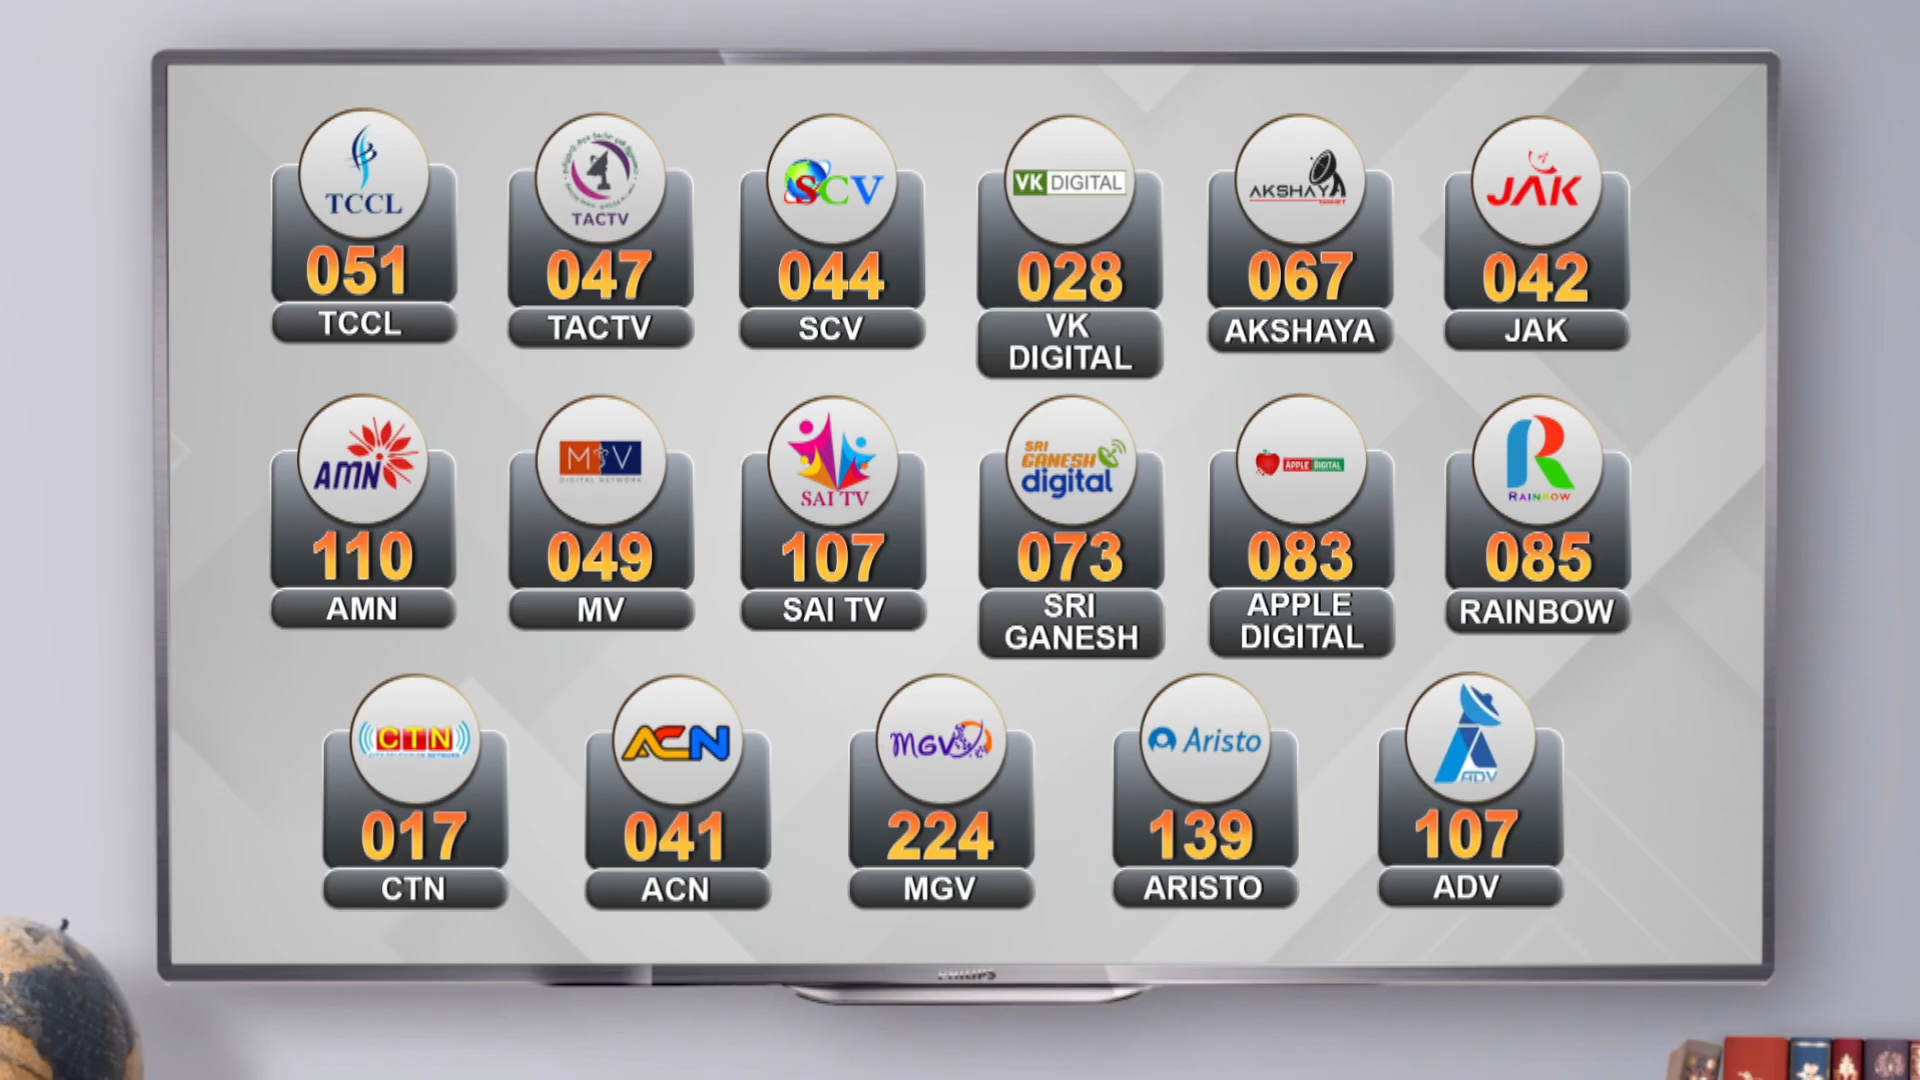 TCCL
051
TCCL
TACTV
047
TACTV
SCV
044
SCV
VK DIGITAL
028
VK
DIGITAL
AKSHAYA
067
AKSHAYA
JAK
042
JAK
AMN
110
AMN
MV
DIGITAL NETWORK
049
MV
SAI TV
107
SAI TV
SRI
GANESH
digital
073
SRI
GANESH
APPLE DIGITAL
083
APPLE
DIGITAL
RAINBOW
085
RAINBOW
CTN
017
CTN
ACN
041
ACN
MGV
224
MGV
Aristo
139
ARISTO
ADV
107
ADV
PHILIPS